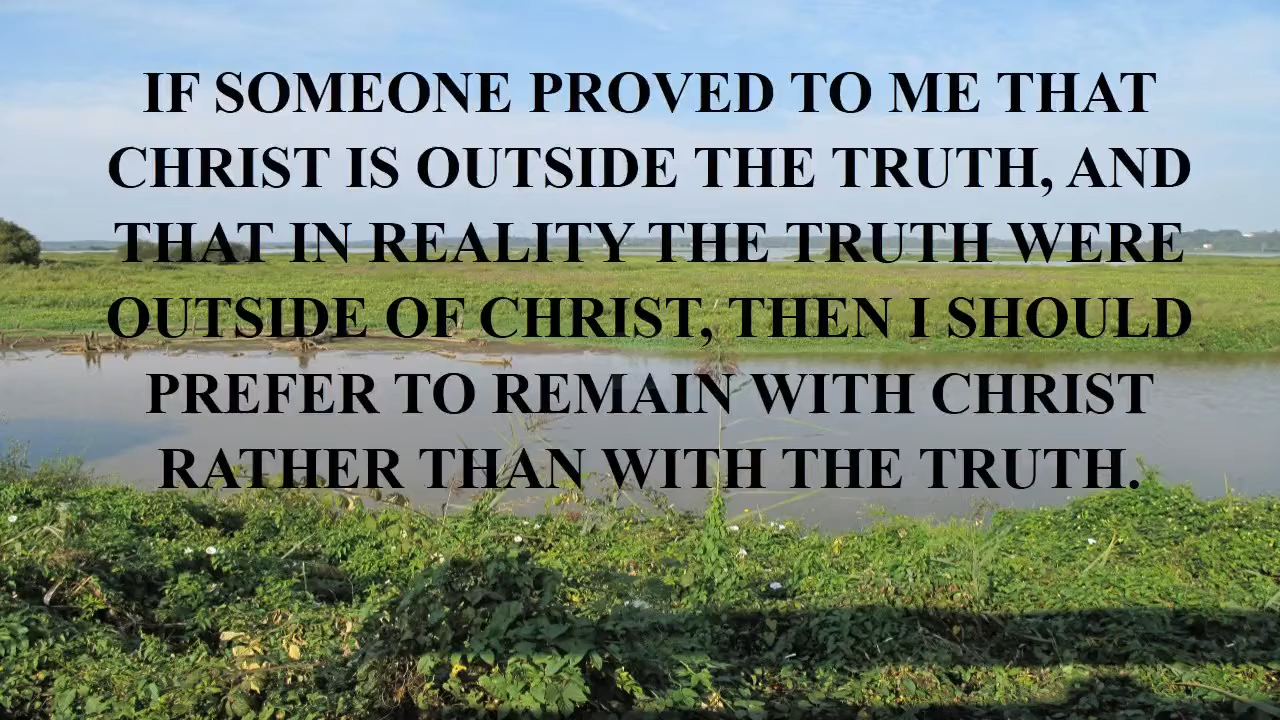 IF SOMEONE PROVED TO ME THAT
CHRIST IS OUTSIDE THE TRUTH, AND
THAT IN REALITY THE TRUTH WERE
OUTSIDE OF CHRIST, THEN I SHOULD
PREFER TO REMAIN WITH CHRIST
RATHER THAN WITH THE TRUTH.